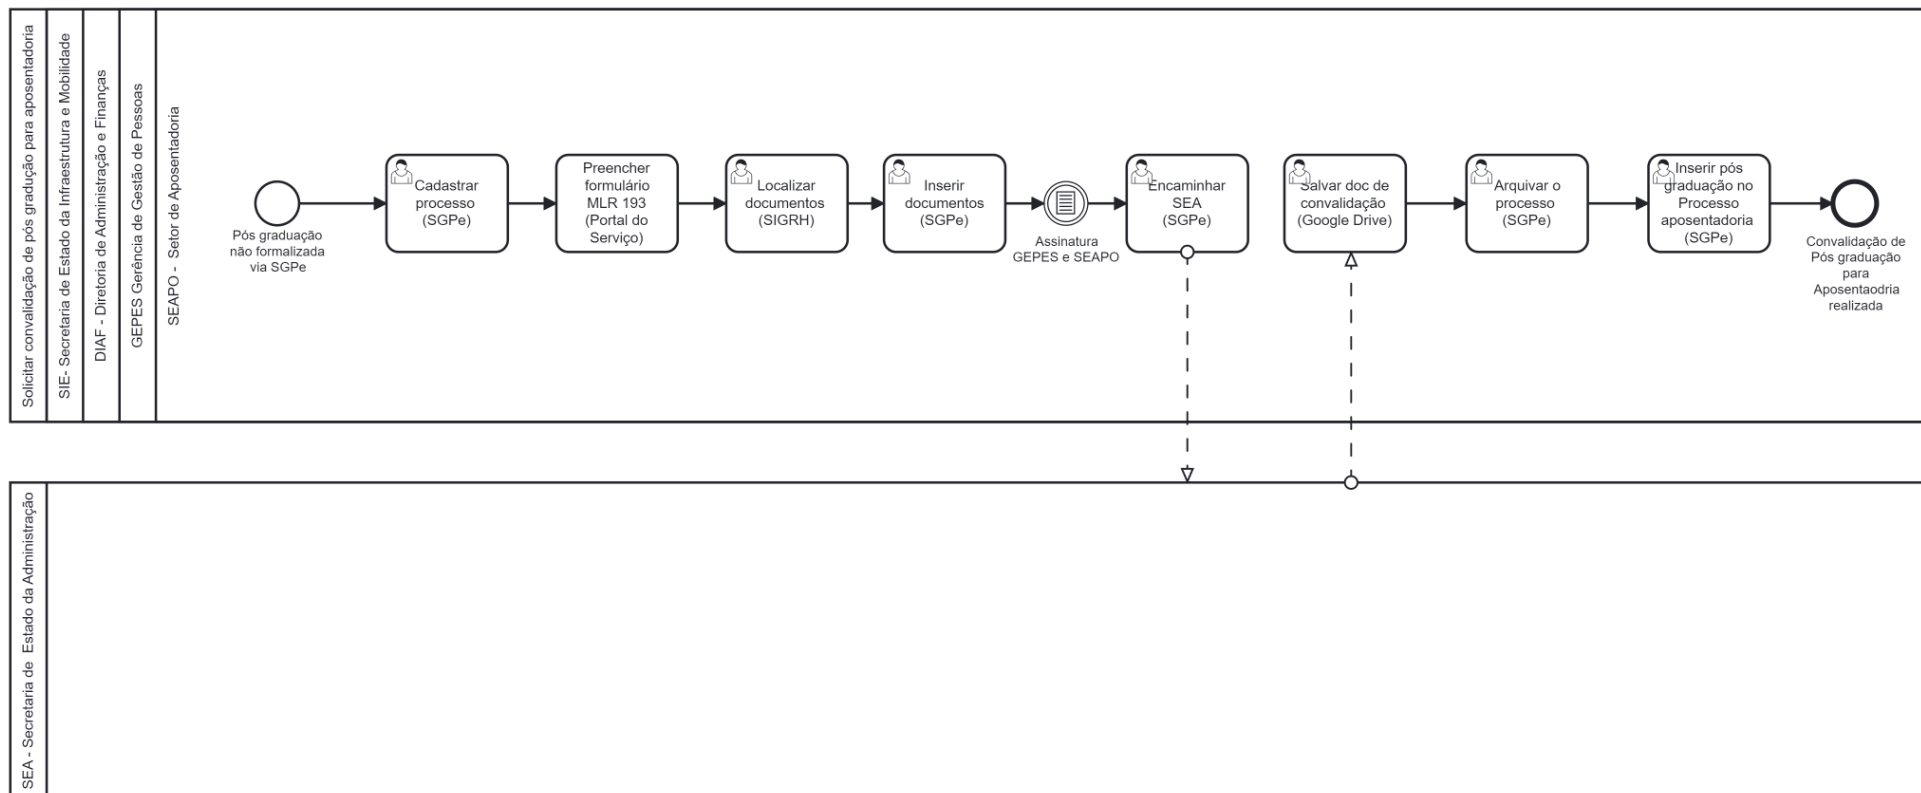 Solicitar convalidação de pós gradução para aposentadoria
SIE- Secretaria de Estado da Infraestrutura e Mobilidade
DIAF - Diretoria de Administração e Finanças
GEPES Gerência de Gestão de Pessoas
SEAPO - Setor de Aposentadoria
Pós graduação
não formalizada
via SGPe
Cadastrar
processo
(SGPe)
Preencher
formulário
MLR 193
(Portal do
Serviço)
Localizar
documentos
(SIGRH)
Inserir
documentos
(SGPe)
Assinatura
GEPES e SEAPO
Encaminhar
SEA
(SGPe)
Salvar doc de
convalidação
(Google Drive)
Arquivar o
processo
(SGPe)
Inserir pós
graduação no
Processo
aposentadoria
(SGPe)
Convalidação de
Pós graduação
para
Aposentaodria
realizada
SEA - Secretaria de Estado da Administração